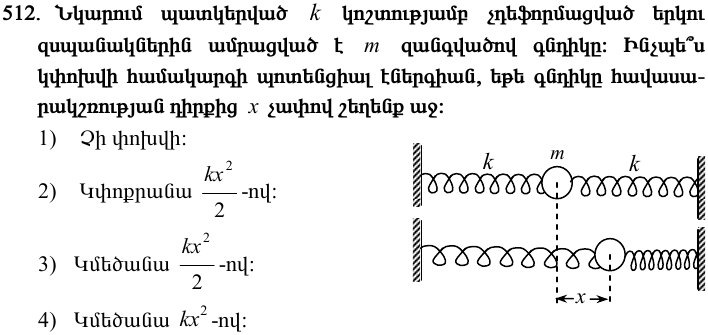 512. Նկարում պատկերված k կոշտությամբ չդեֆորմացված երկու
զսպանակներին ամրացված է m զանգվածով գնդիկը: Ինչպե՞ս
կփոխվի համակարգի պոտենցիալ էներգիան, եթե գնդիկը հավասա-
րակշռության դիրքից x չափով շեղենք աջ:
1) Չի փոխվի:
2) Կփոքրանա kx²/2 -ով:
3) Կմեծանա kx²/2 -ով:
4) Կմեծանա kx² -ով:
k m k
x